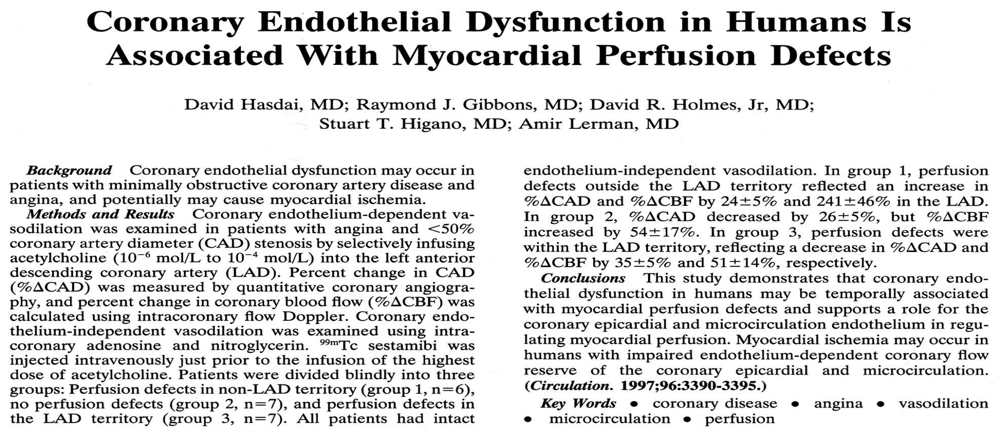 Coronary Endothelial Dysfunction in Humans Is
Associated With Myocardial Perfusion Defects
David Hasdai, MD; Raymond J. Gibbons, MD; David R. Holmes, Jr, MD;
Stuart T. Higano, MD; Amir Lerman, MD
Background Coronary endothelial dysfunction may occur in
patients with minimally obstructive coronary artery disease and
angina, and potentially may cause myocardial ischemia.
Methods and Results Coronary endothelium-dependent va-
sodilation was examined in patients with angina and <50%
coronary artery diameter (CAD) stenosis by selectively infusing
acetylcholine (10⁻⁶ mol/L to 10⁻⁴ mol/L) into the left anterior
descending coronary artery (LAD). Percent change in CAD
(%ΔCAD) was measured by quantitative coronary angiogra-
phy, and percent change in coronary blood flow (%ΔCBF) was
calculated using intracoronary flow Doppler. Coronary endo-
thelium-independent vasodilation was examined using intra-
coronary adenosine and nitroglycerin. ⁹⁹ᵐTc sestamibi was
injected intravenously just prior to the infusion of the highest
dose of acetylcholine. Patients were divided blindly into three
groups: Perfusion defects in non-LAD territory (group 1, n=6),
no perfusion defects (group 2, n=7), and perfusion defects in
the LAD territory (group 3, n=7). All patients had intact
endothelium-independent vasodilation. In group 1, perfusion
defects outside the LAD territory reflected an increase in
%ΔCAD and %ΔCBF by 24±5% and 241±46% in the LAD.
In group 2, %ΔCAD decreased by 26±5%, but %ΔCBF
increased by 54±17%. In group 3, perfusion defects were
within the LAD territory, reflecting a decrease in %ΔCAD and
%ΔCBF by 35±5% and 51±14%, respectively.
Conclusions This study demonstrates that coronary endo-
thelial dysfunction in humans may be temporally associated
with myocardial perfusion defects and supports a role for the
coronary epicardial and microcirculation endothelium in regu-
lating myocardial perfusion. Myocardial ischemia may occur in
humans with impaired endothelium-dependent coronary flow
reserve of the coronary epicardial and microcirculation.
(Circulation. 1997;96:3390-3395.)
Key Words • coronary disease • angina • vasodilation
• microcirculation • perfusion